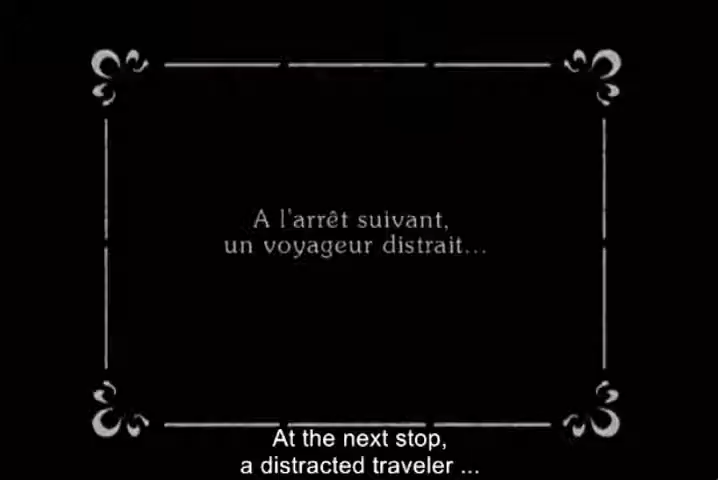 A l'arrêt suivant,
un voyageur distrait...
At the next stop,
a distracted traveler ...